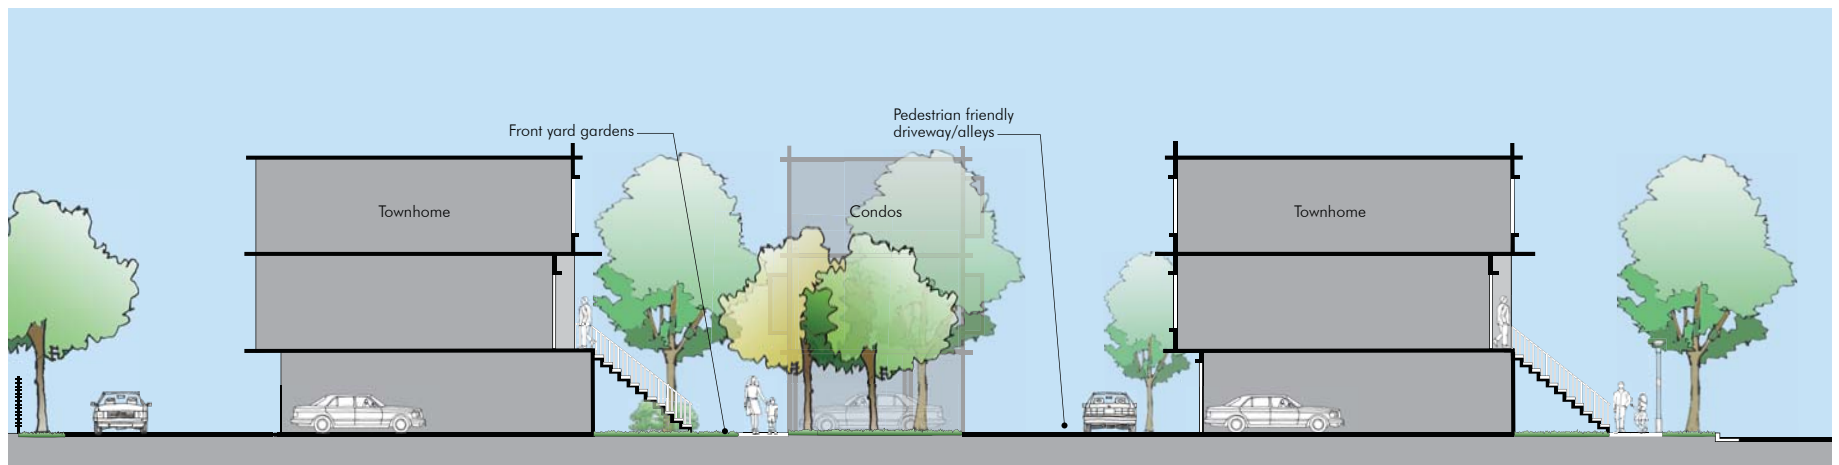 Front yard gardens
Pedestrian friendly
driveway/alleys
Townhome
Condos
Townhome